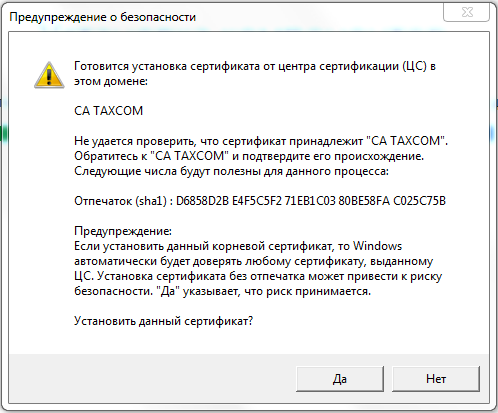 Предупреждение о безопасности
Готовится установка сертификата от центра сертификации (ЦС) в
этом домене:
CA TAXCOM
Не удается проверить, что сертификат принадлежит "CA TAXCOM".
Обратитесь к "CA TAXCOM" и подтвердите его происхождение.
Следующие числа будут полезны для данного процесса:
Отпечаток (sha1) : D6858D2B E4F5C5F2 71EB1C03 80BE58FA C025C75B
Предупреждение:
Если установить данный корневой сертификат, то Windows
автоматически будет доверять любому сертификату, выданному
ЦС. Установка сертификата без отпечатка может привести к риску
безопасности. "Да" указывает, что риск принимается.
Установить данный сертификат?
Да
Нет